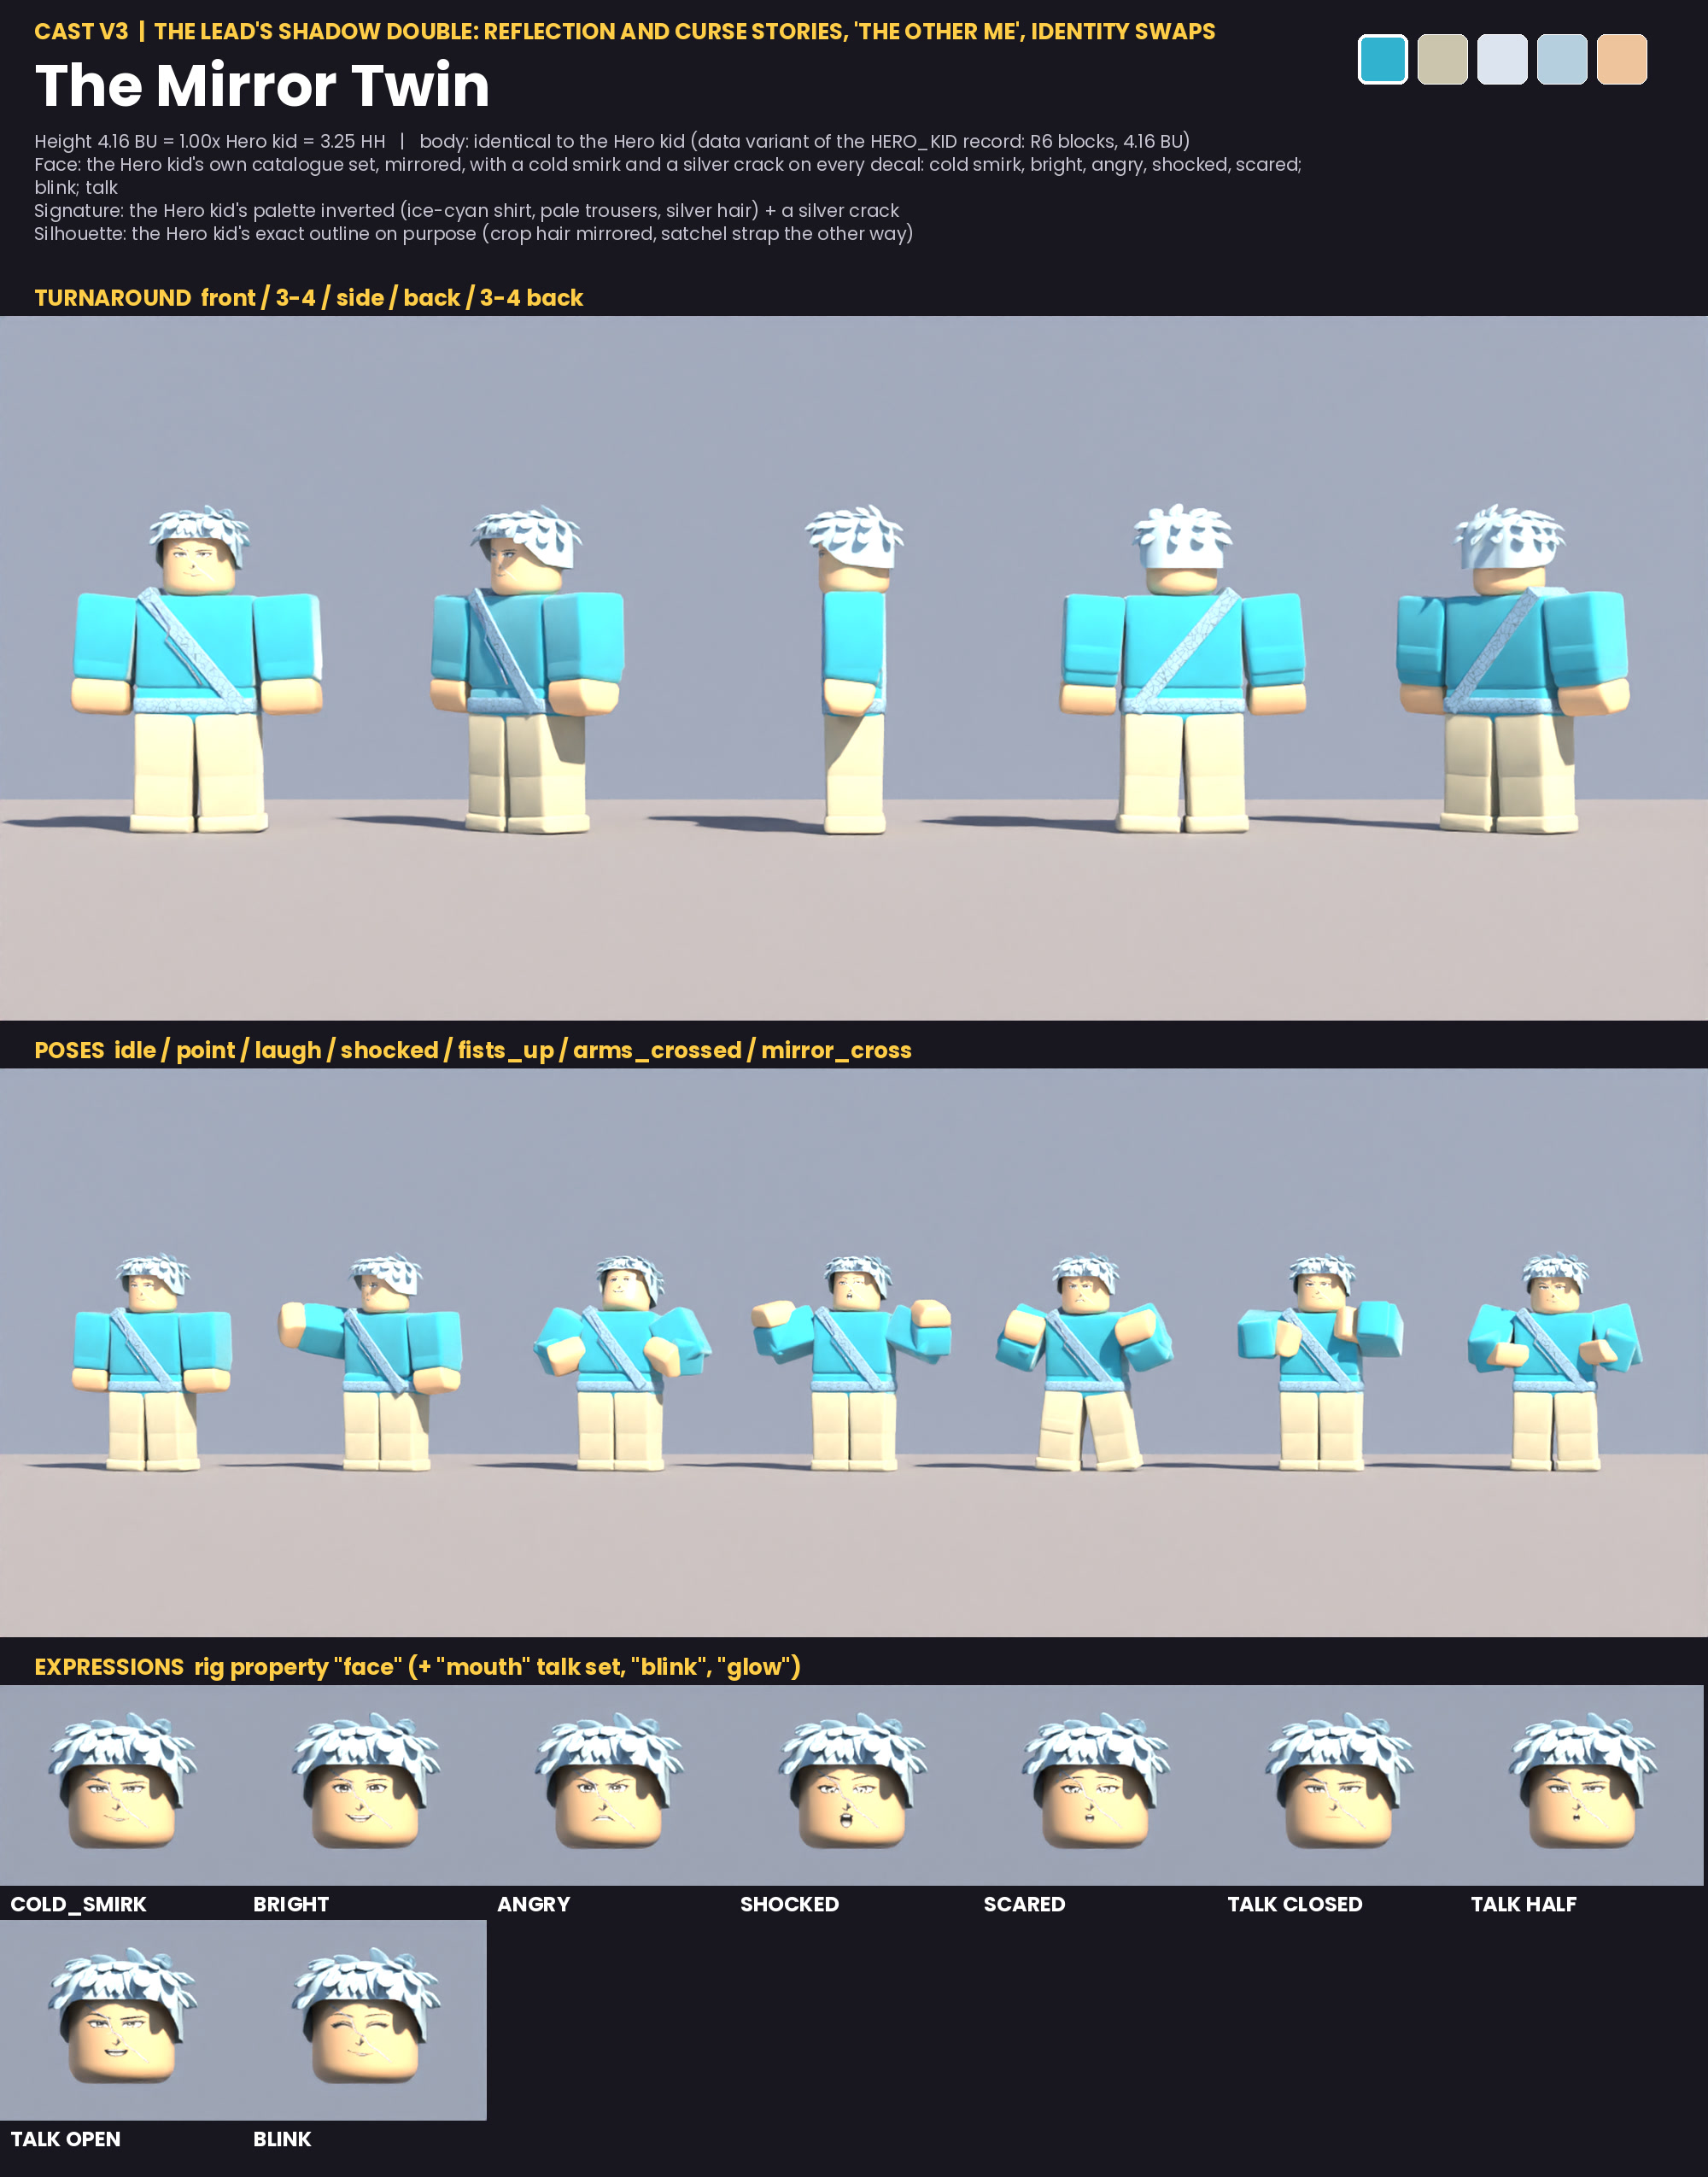 CAST V3 | THE LEAD'S SHADOW DOUBLE: REFLECTION AND CURSE STORIES, 'THE OTHER ME', IDENTITY SWAPS
The Mirror Twin
Height 4.16 BU = 1.00x Hero kid = 3.25 HH | body: identical to the Hero kid (data variant of the HERO_KID record: R6 blocks, 4.16 BU)
Face: the Hero kid's own catalogue set, mirrored, with a cold smirk and a silver crack on every decal: cold smirk, bright, angry, shocked, scared;
blink; talk
Signature: the Hero kid's palette inverted (ice-cyan shirt, pale trousers, silver hair) + a silver crack
Silhouette: the Hero kid's exact outline on purpose (crop hair mirrored, satchel strap the other way)
TURNAROUND front / 3-4 / side / back / 3-4 back
POSES idle / point / laugh / shocked / fists_up / arms_crossed / mirror_cross
EXPRESSIONS rig property "face" (+ "mouth" talk set, "blink", "glow")
COLD_SMIRK BRIGHT ANGRY SHOCKED SCARED TALK CLOSED TALK HALF
TALK OPEN BLINK